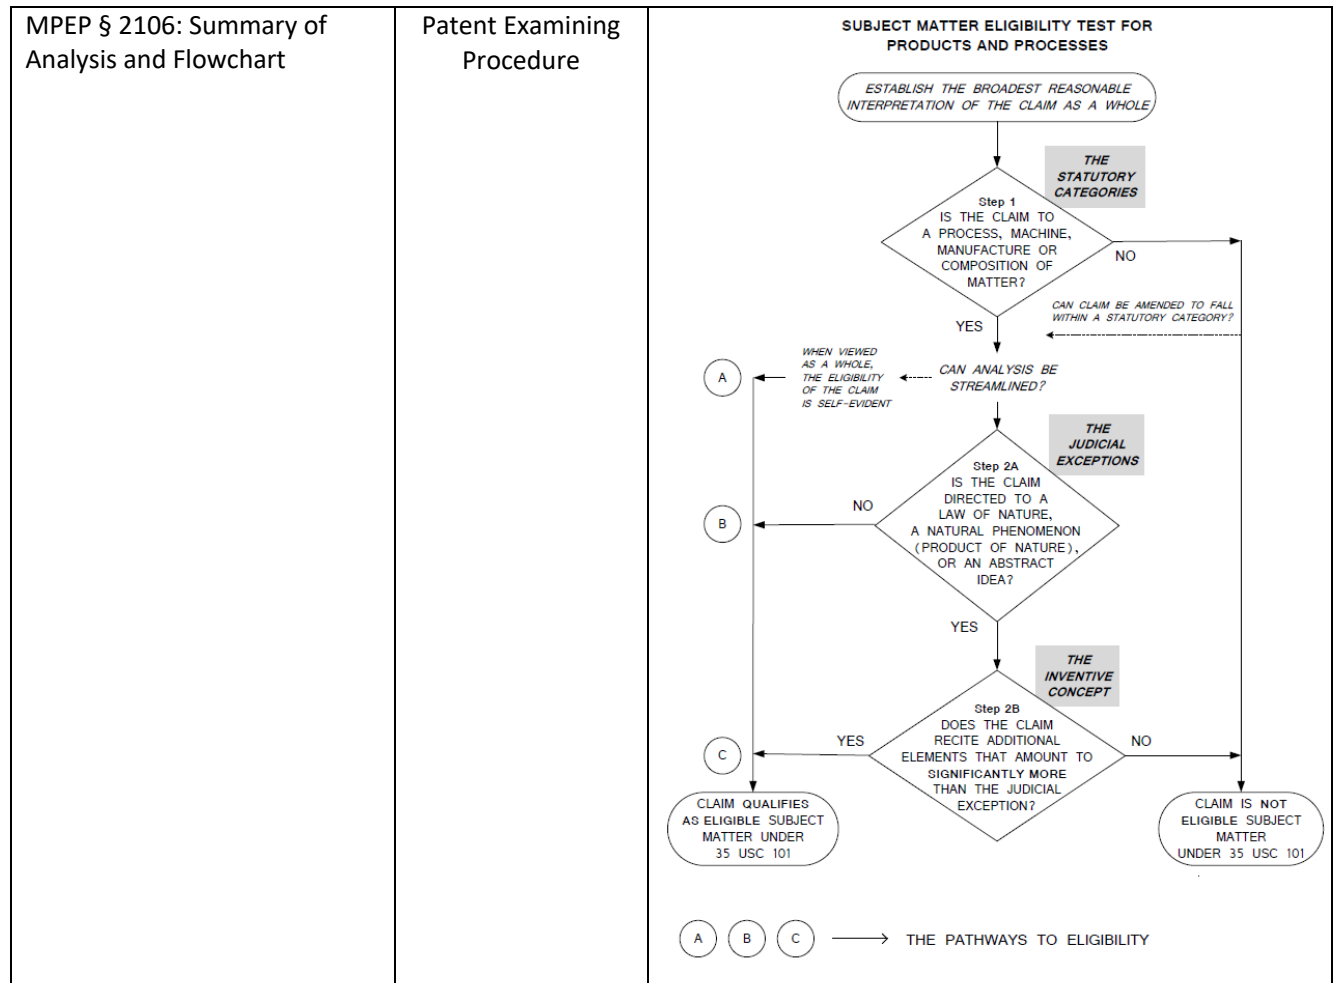 MPEP § 2106: Summary of
Analysis and Flowchart
Patent Examining
Procedure
SUBJECT MATTER ELIGIBILITY TEST FOR
PRODUCTS AND PROCESSES
ESTABLISH THE BROADEST REASONABLE
INTERPRETATION OF THE CLAIM AS A WHOLE
THE
STATUTORY
CATEGORIES
Step 1
IS THE CLAIM TO
A PROCESS, MACHINE,
MANUFACTURE OR
COMPOSITION OF
MATTER?
NO
YES
CAN CLAIM BE AMENDED TO FALL
WITHIN A STATUTORY CATEGORY?
A
WHEN VIEWED
AS A WHOLE,
THE ELIGIBILITY
OF THE CLAIM
IS SELF-EVIDENT
CAN ANALYSIS BE
STREAMLINED?
THE
JUDICIAL
EXCEPTIONS
Step 2A
IS THE CLAIM
DIRECTED TO A
LAW OF NATURE,
A NATURAL PHENOMENON
(PRODUCT OF NATURE),
OR AN ABSTRACT
IDEA?
NO
B
YES
THE
INVENTIVE
CONCEPT
Step 2B
DOES THE CLAIM
RECITE ADDITIONAL
ELEMENTS THAT AMOUNT TO
SIGNIFICANTLY MORE
THAN THE JUDICIAL
EXCEPTION?
YES
NO
C
CLAIM QUALIFIES
AS ELIGIBLE SUBJECT
MATTER UNDER
35 USC 101
CLAIM IS NOT
ELIGIBLE SUBJECT
MATTER
UNDER 35 USC 101
A B C THE PATHWAYS TO ELIGIBILITY